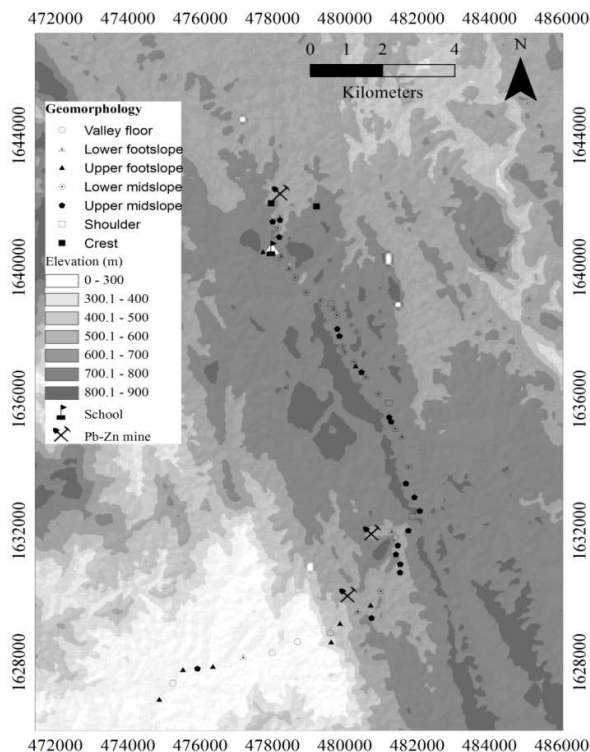 472000 474000 476000 478000 480000 482000 484000 486000
N
0 1 2 4
Kilometers
1644000
1640000
1636000
1632000
1628000
Geomorphology
Valley floor
Lower footslope
Upper footslope
Lower midslope
Upper midslope
Shoulder
Crest
Elevation (m)
0 - 300
300.1 - 400
400.1 - 500
500.1 - 600
600.1 - 700
700.1 - 800
800.1 - 900
School
Pb-Zn mine
1644000
1640000
1636000
1632000
1628000
472000 474000 476000 478000 480000 482000 484000 486000